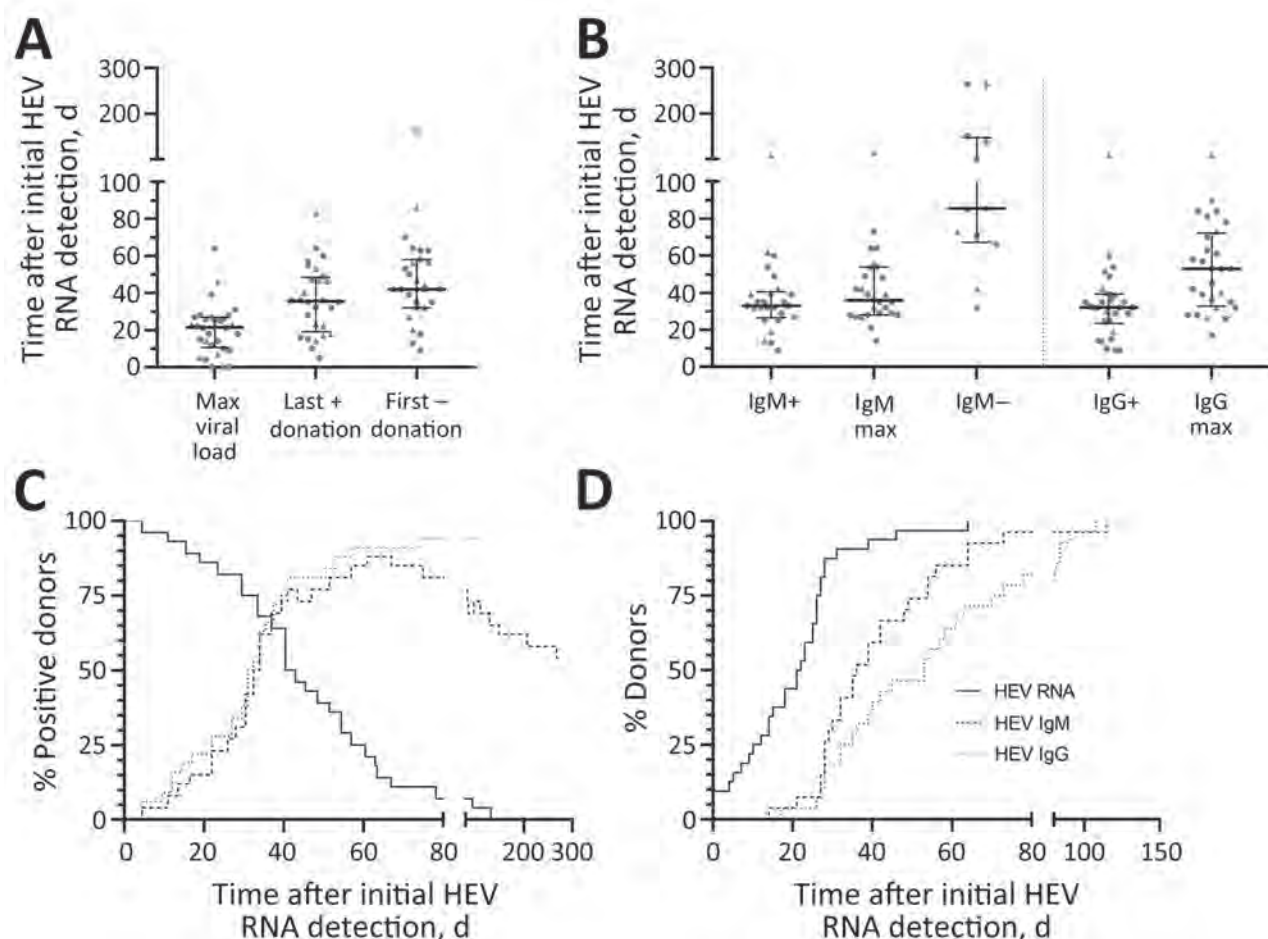 A
Time after initial HEV
RNA detection, d
300
200
100
80
60
40
20
0
Max
viral
load
Last +
donation
First –
donation
B
Time after initial HEV
RNA detection, d
300
200
100
80
60
40
20
0
IgM+
IgM
max
IgM–
IgG+
IgG
max
C
% Positive donors
100
75
50
25
0
0 20 40 60 80 200 300
Time after initial HEV
RNA detection, d
D
% Donors
100
75
50
25
0
HEV RNA
HEV IgM
HEV IgG
0 20 40 60 80 100 150
Time after initial HEV
RNA detection, d